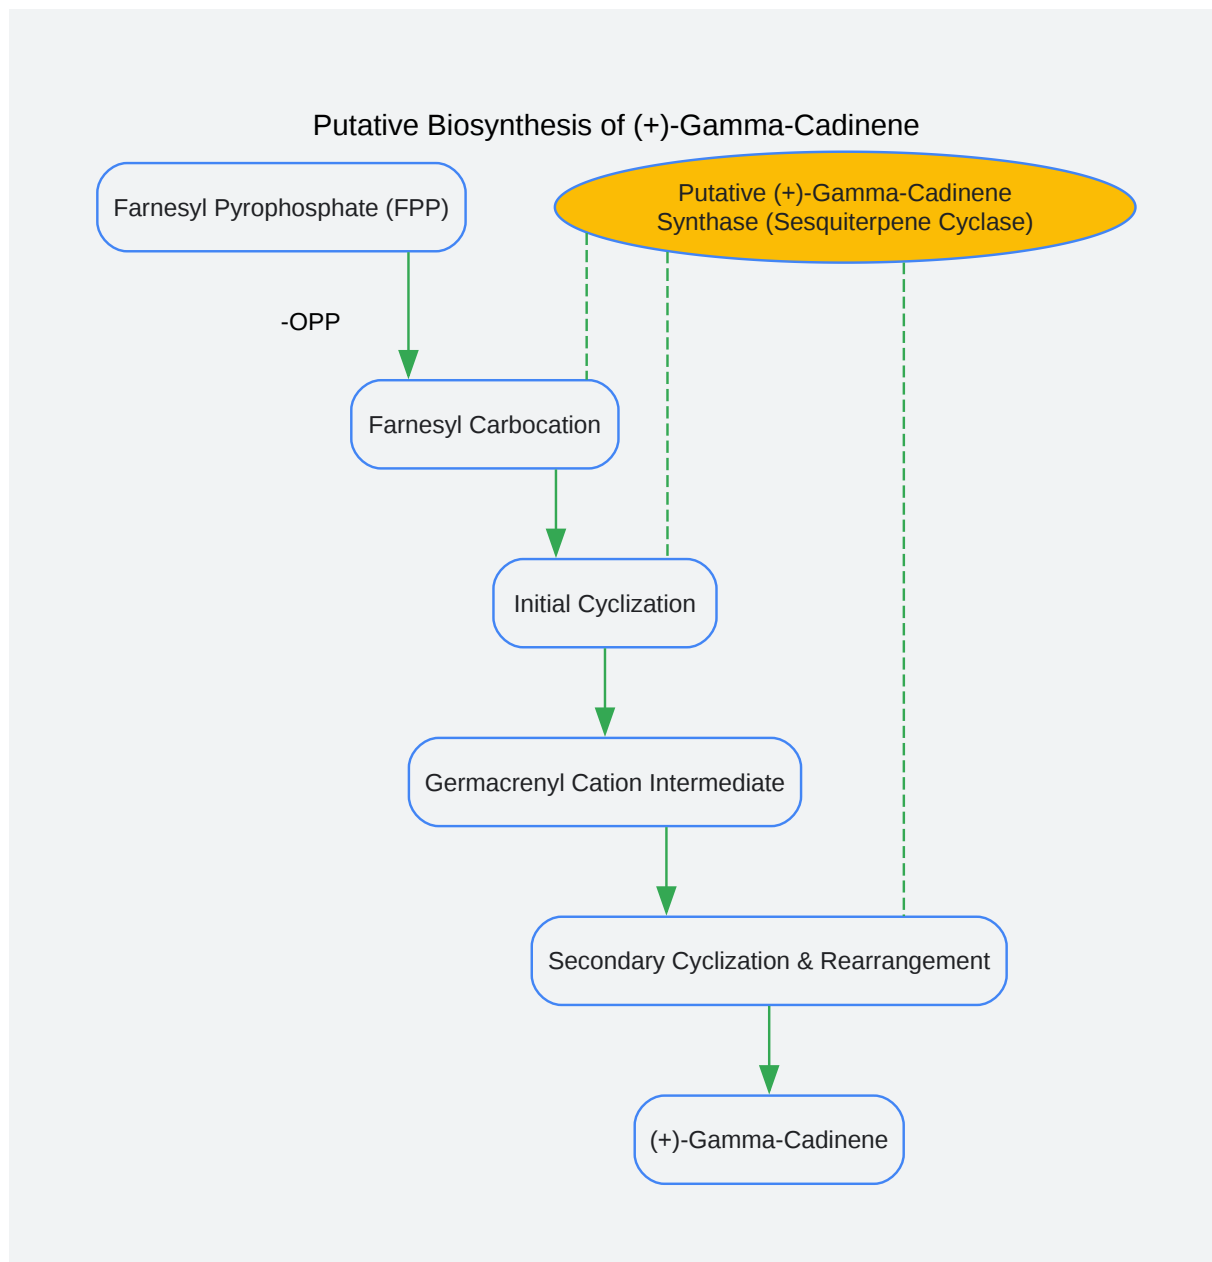 Putative Biosynthesis of (+)-Gamma-Cadinene
Farnesyl Pyrophosphate (FPP)
Putative (+)-Gamma-Cadinene
Synthase (Sesquiterpene Cyclase)
-OPP
Farnesyl Carbocation
Initial Cyclization
Germacrenyl Cation Intermediate
Secondary Cyclization & Rearrangement
(+)-Gamma-Cadinene